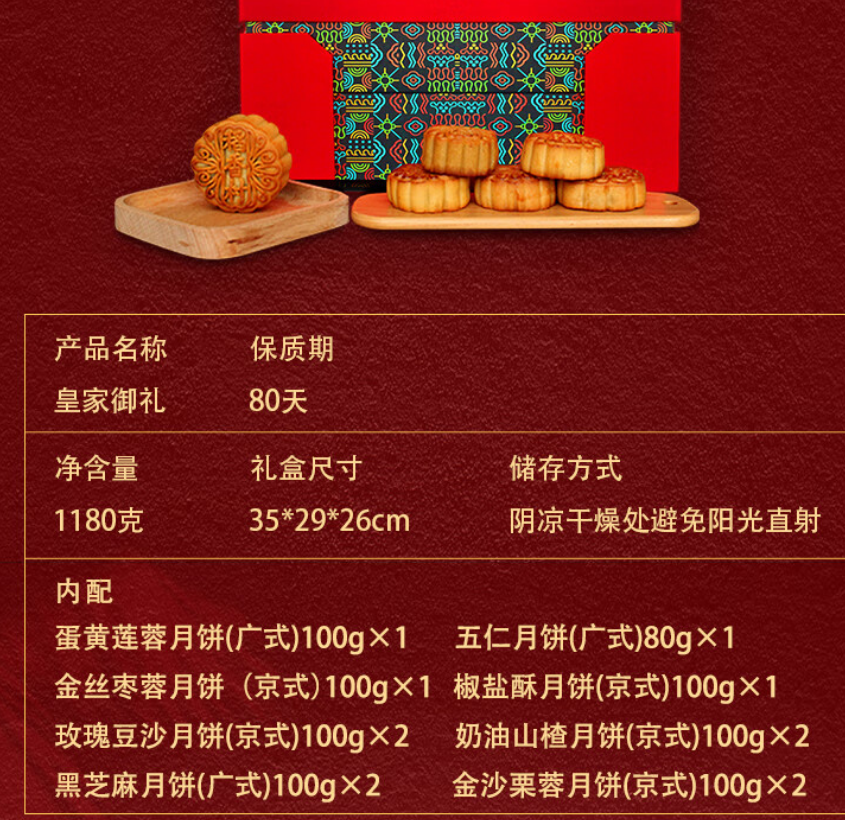 产品名称 保质期
皇家御礼 80天
净含量 礼盒尺寸 储存方式
1180克 35*29*26cm 阴凉干燥处避免阳光直射
内配
蛋黄莲蓉月饼(广式)100g×1 五仁月饼(广式)80g×1
金丝枣蓉月饼（京式)100g×1 椒盐酥月饼(京式)100g×1
玫瑰豆沙月饼(京式)100g×2 奶油山楂月饼(京式)100g×2
黑芝麻月饼(广式)100g×2 金沙栗蓉月饼(京式)100g×2